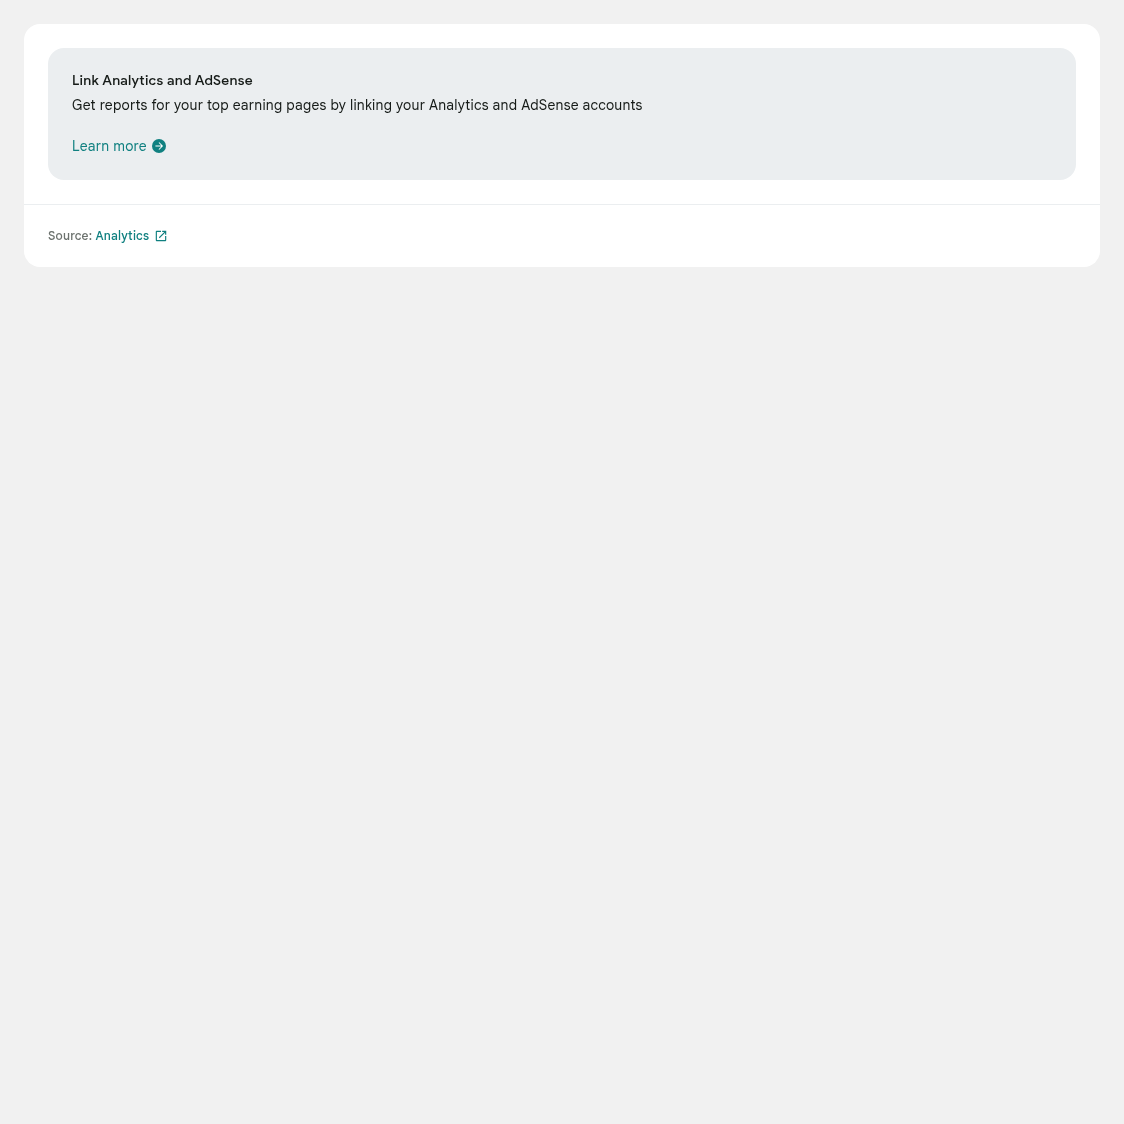 Link Analytics and AdSense
Get reports for your top earning pages by linking your Analytics and AdSense accounts
Learn more
Source: Analytics